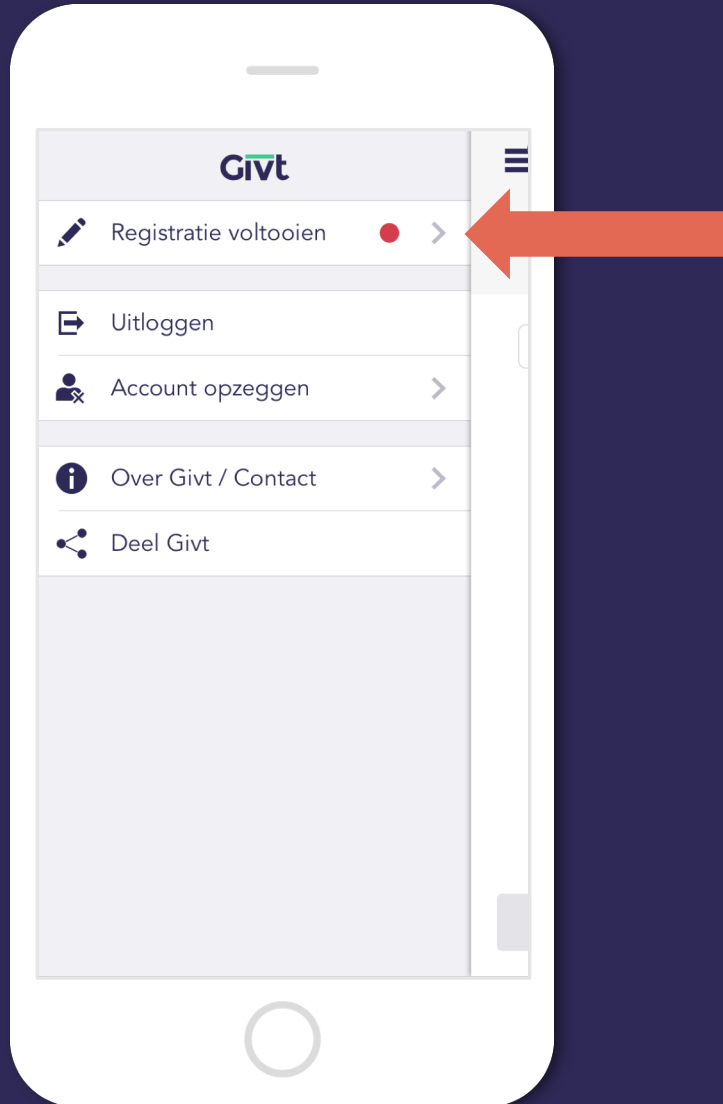 Givt
Registratie voltooien
Uitloggen
Account opzeggen
Over Givt / Contact
Deel Givt